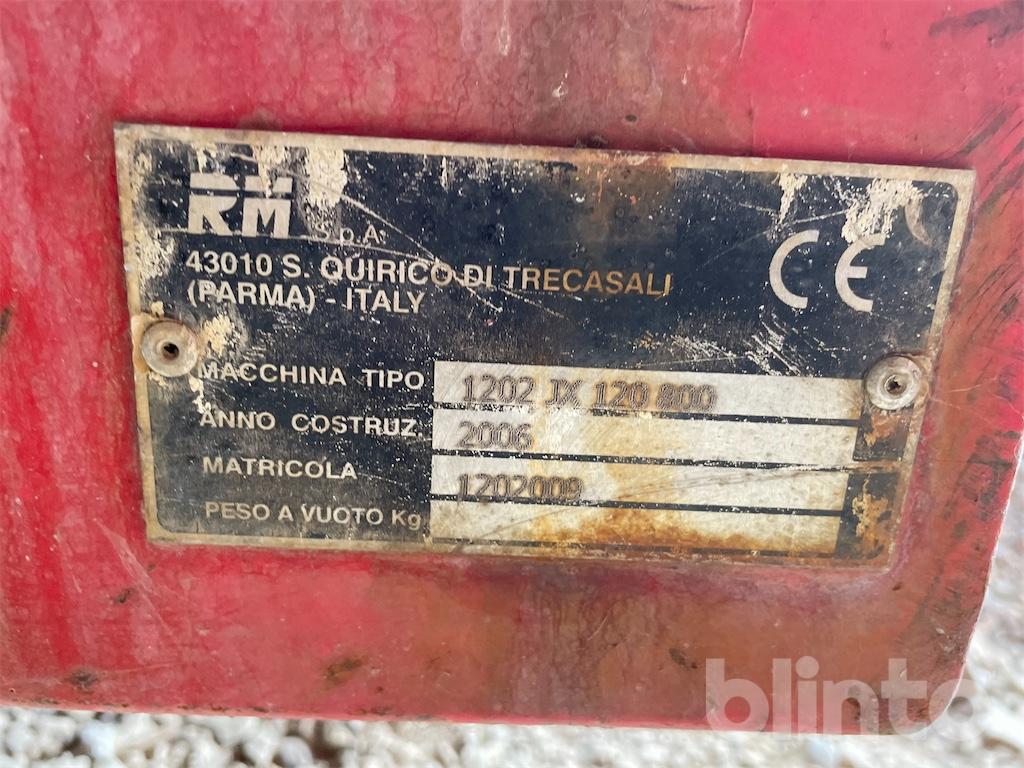 RM
p.A.
43010 S. QUIRICO DI TRECASALI
(PARMA) - ITALY
CE
MACCHINA TIPO 1202 JX 120 800
ANNO COSTRUZ. 2006
MATRICOLA 1202009
PESO A VUOTO Kg
blinto